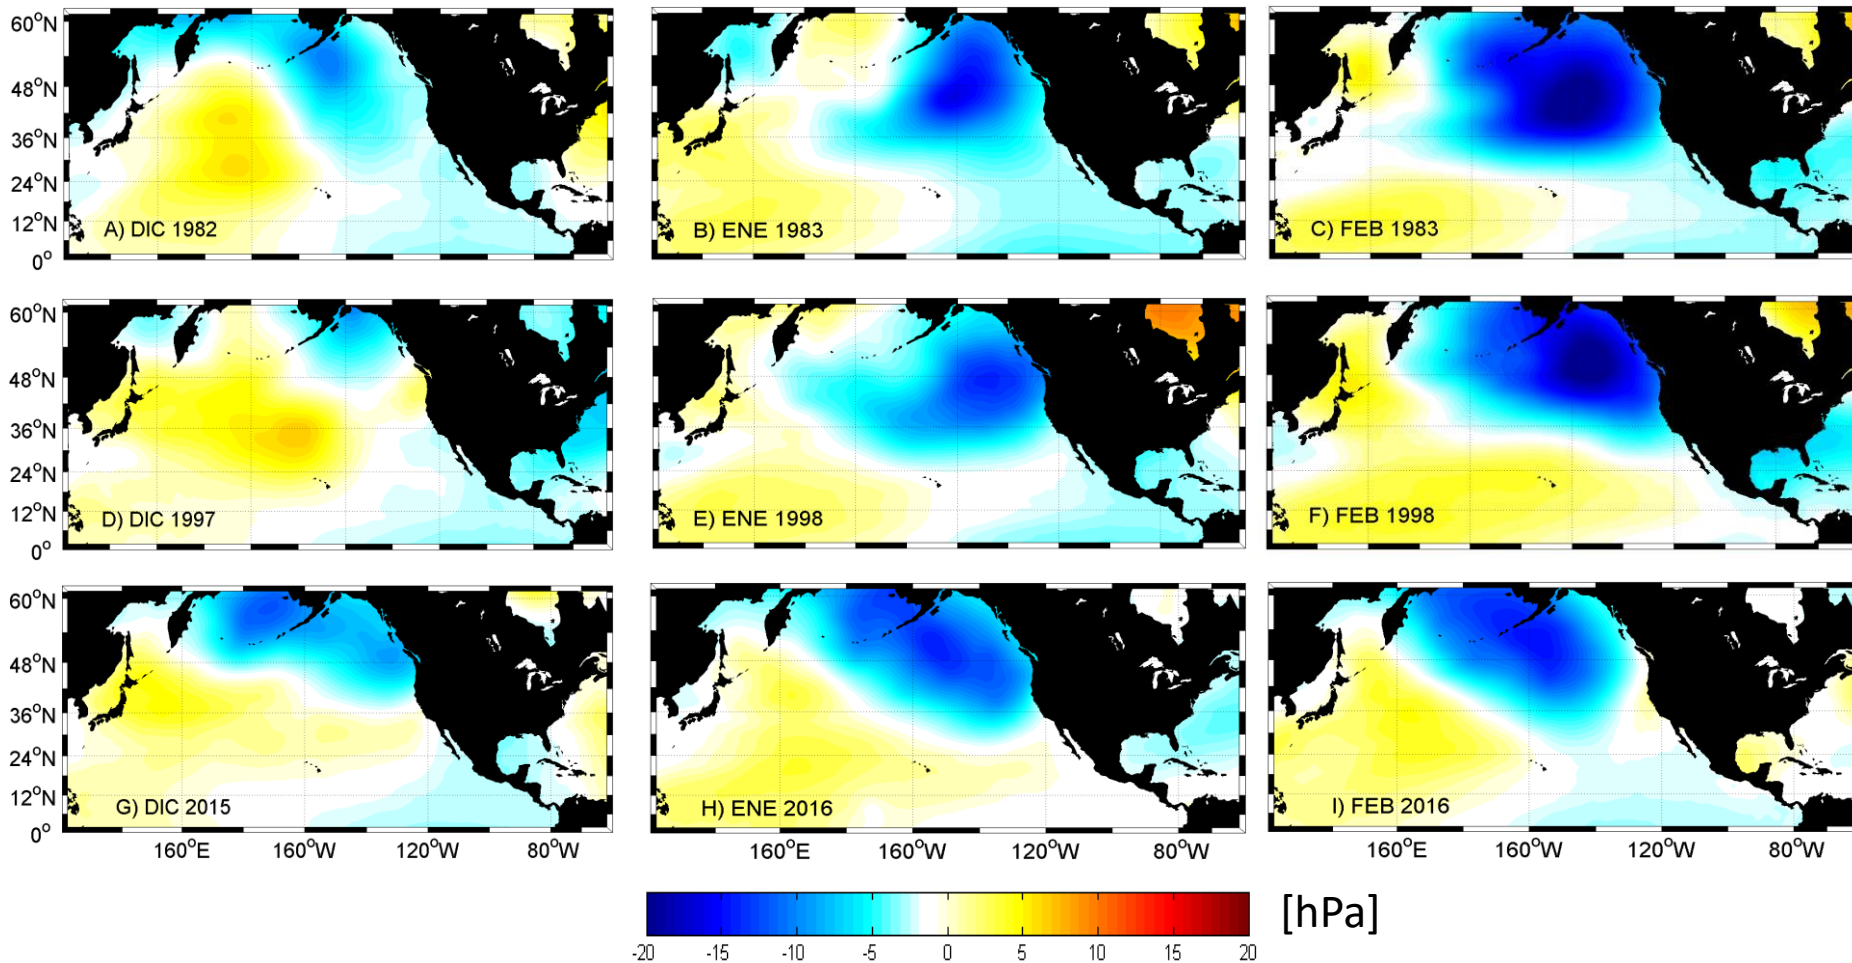 60°N
48°N
36°N
24°N
12°N
0°
A) DIC 1982
B) ENE 1983
C) FEB 1983
60°N
48°N
36°N
24°N
12°N
0°
D) DIC 1997
E) ENE 1998
F) FEB 1998
60°N
48°N
36°N
24°N
12°N
0°
G) DIC 2015
H) ENE 2016
I) FEB 2016
160°E 160°W 120°W 80°W
160°E 160°W 120°W 80°W
160°E 160°W 120°W 80°W
-20 -15 -10 -5 0 5 10 15 20
[hPa]